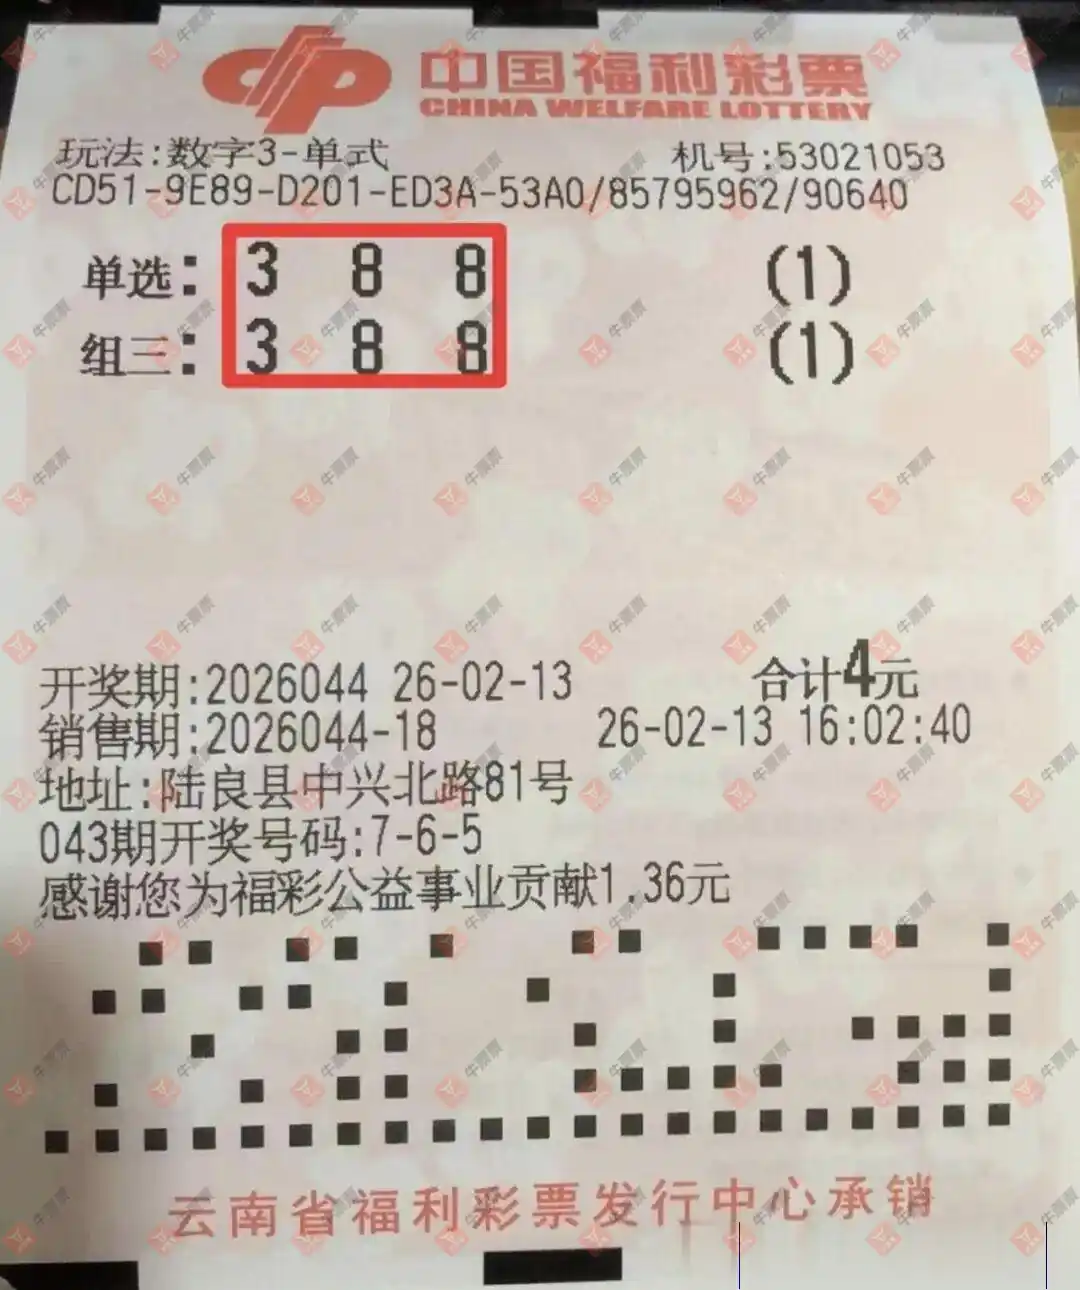 中国福利彩票
CHINA WELFARE LOTTERY
玩法:数字3-单式 机号:53021053
CD51-9E89-D201-ED3A-53A0/85795962/90640
单选: 3 8 8 (1)
组三: 3 8 8 (1)
开奖期:2026044 26-02-13 合计4元
销售期:2026044-18 26-02-13 16:02:40
地址:陆良县中兴北路81号
043期开奖号码:7-6-5
感谢您为福彩公益事业贡献1.36元
云南省福利彩票发行中心承销
牛票票